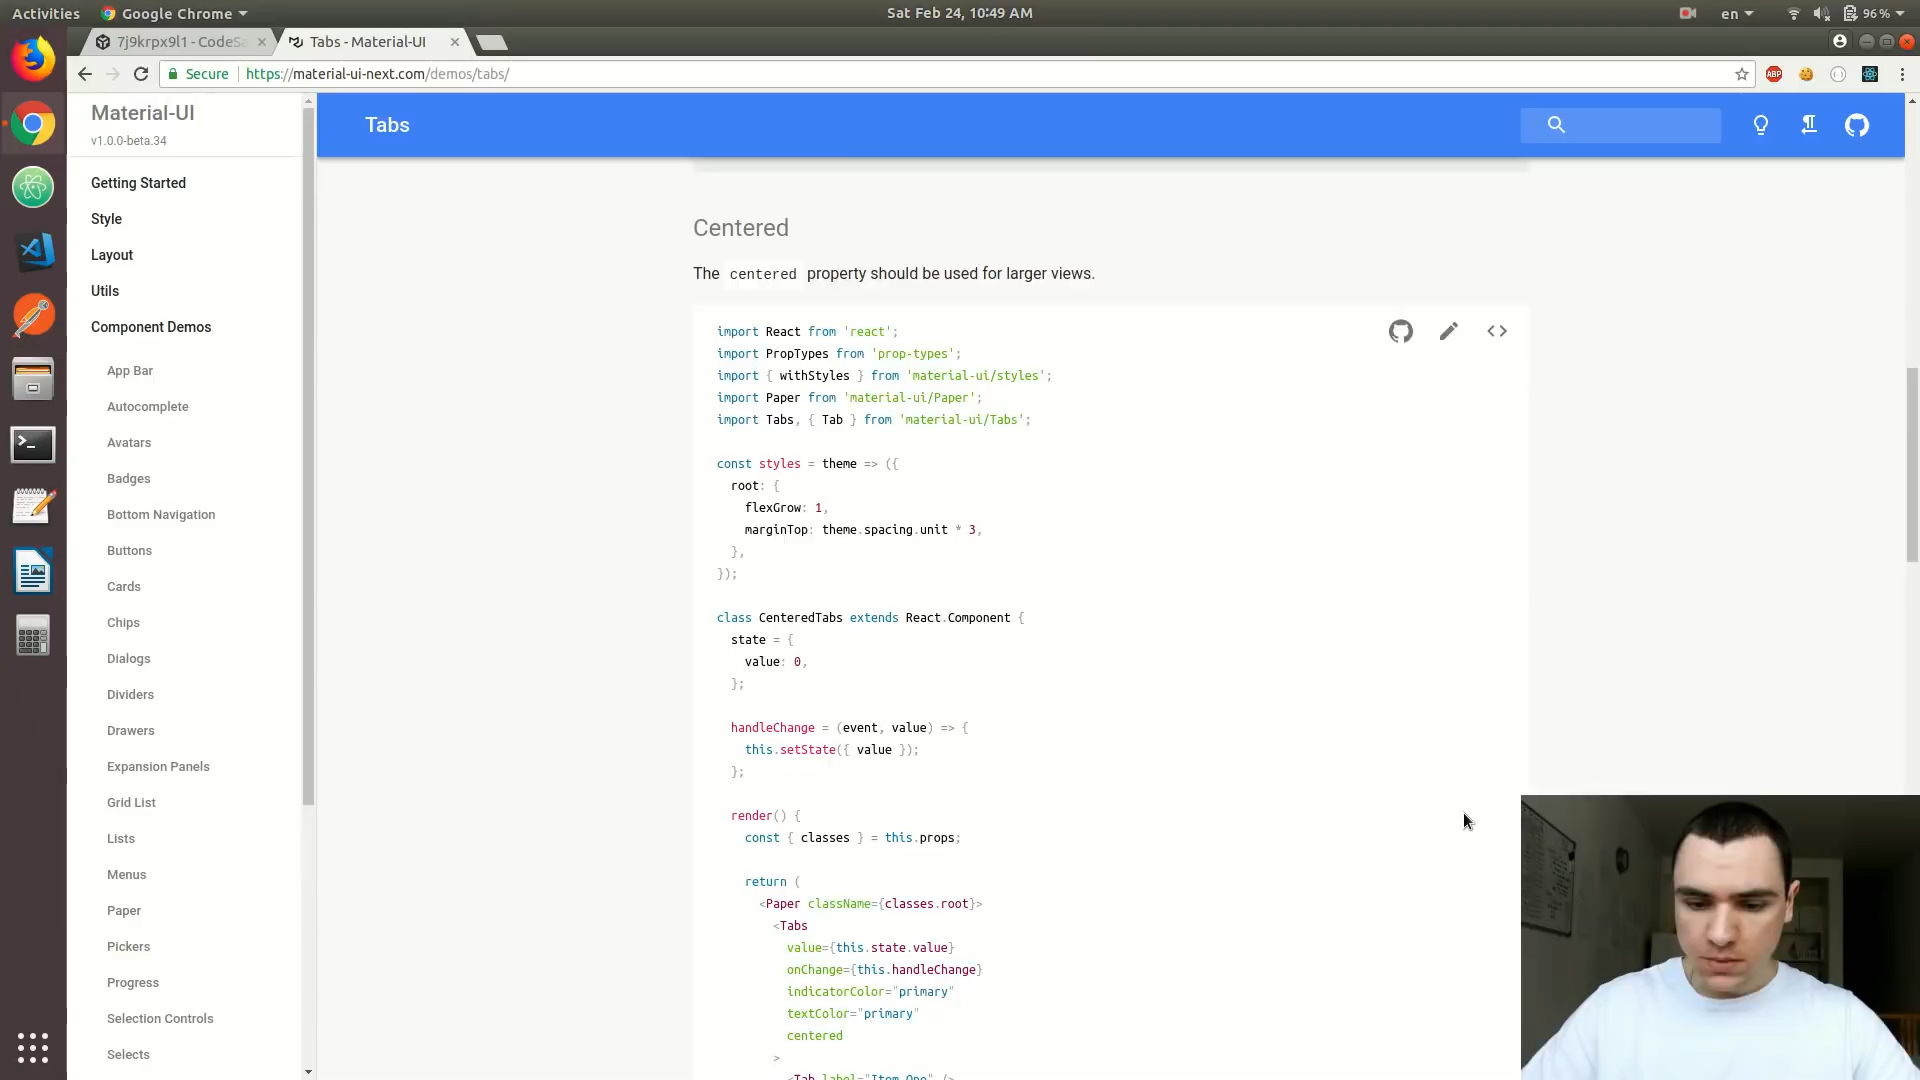 Activities
Google Chrome
Sat Feb 24, 10:49 AM
en
96%
7j9krpx9l1 - CodeSa
Tabs - Material-UI
Secure
https://material-ui-next.com/demos/tabs/
ABP
Material-UI
v1.0.0-beta.34
Tabs
Getting Started
Style
Layout
Utils
Component Demos
App Bar
Autocomplete
Avatars
Badges
Bottom Navigation
Buttons
Cards
Chips
Dialogs
Dividers
Drawers
Expansion Panels
Grid List
Lists
Menus
Paper
Pickers
Progress
Selection Controls
Selects
Centered
The centered property should be used for larger views.
import React from 'react';
import PropTypes from 'prop-types';
import { withStyles } from 'material-ui/styles';
import Paper from 'material-ui/Paper';
import Tabs, { Tab } from 'material-ui/Tabs';
const styles = theme => ({
root: {
flexGrow: 1,
marginTop: theme.spacing.unit * 3,
},
});
class CenteredTabs extends React.Component {
state = {
value: 0,
};
handleChange = (event, value) => {
this.setState({ value });
};
render() {
const { classes } = this.props;
return (
<Paper className={classes.root}>
<Tabs
value={this.state.value}
onChange={this.handleChange}
indicatorColor="primary"
textColor="primary"
centered
>
<Tab label="Item One" />